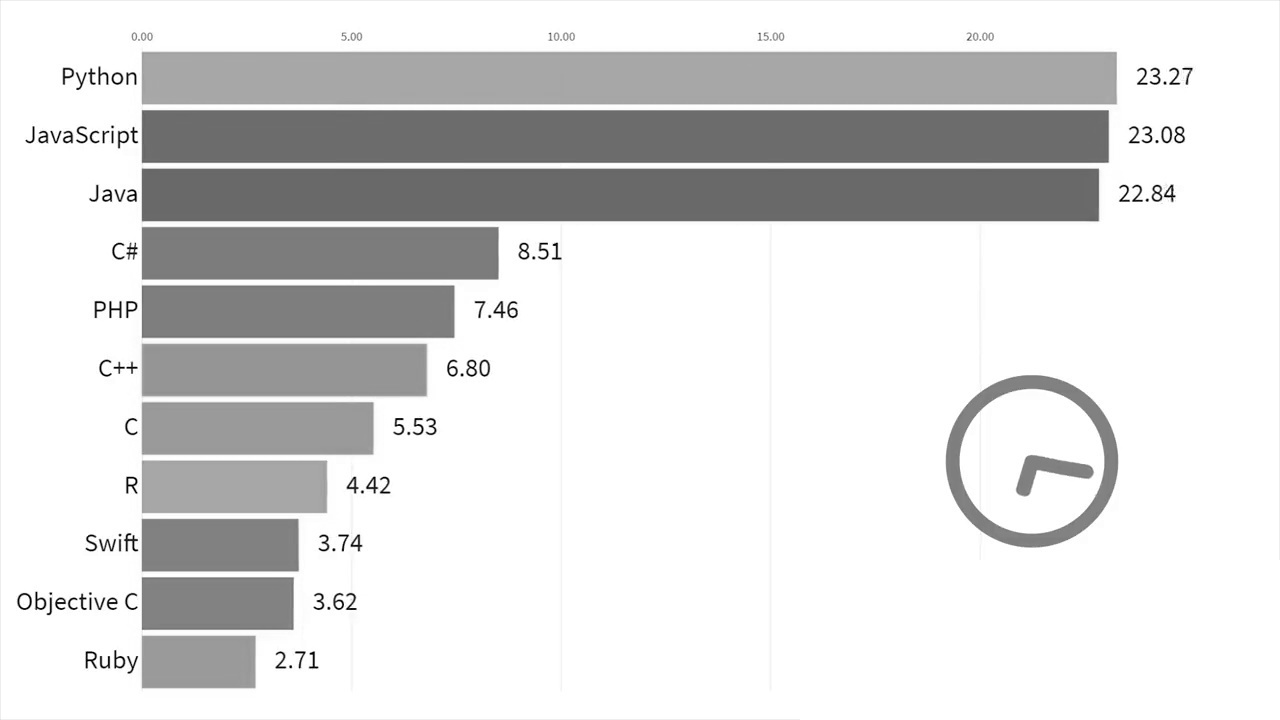 0.00 5.00 10.00 15.00 20.00
Python 23.27
JavaScript 23.08
Java 22.84
C# 8.51
PHP 7.46
C++ 6.80
C 5.53
R 4.42
Swift 3.74
Objective C 3.62
Ruby 2.71